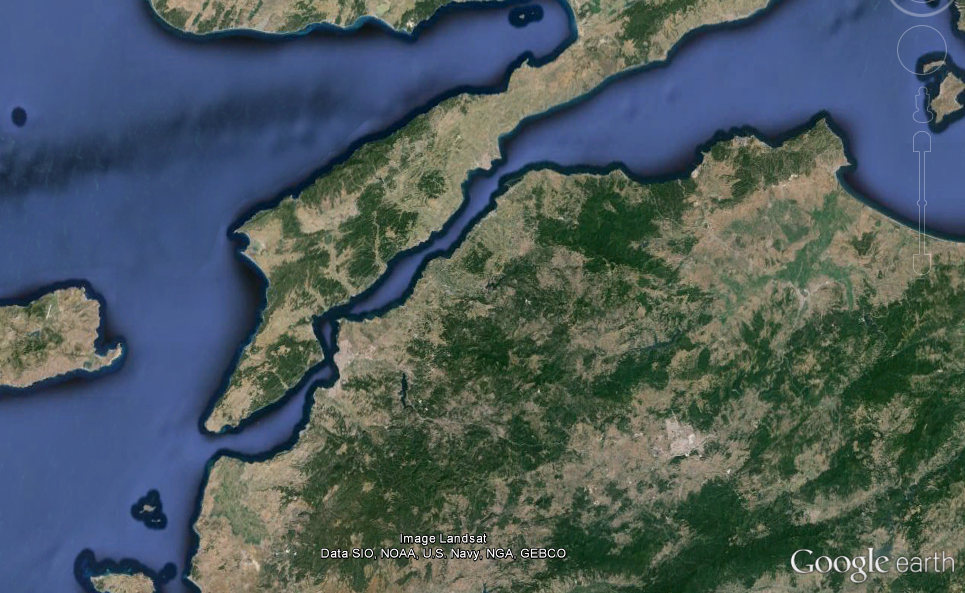 Image Landsat
Data SIO, NOAA, U.S. Navy, NGA, GEBCO
Google earth